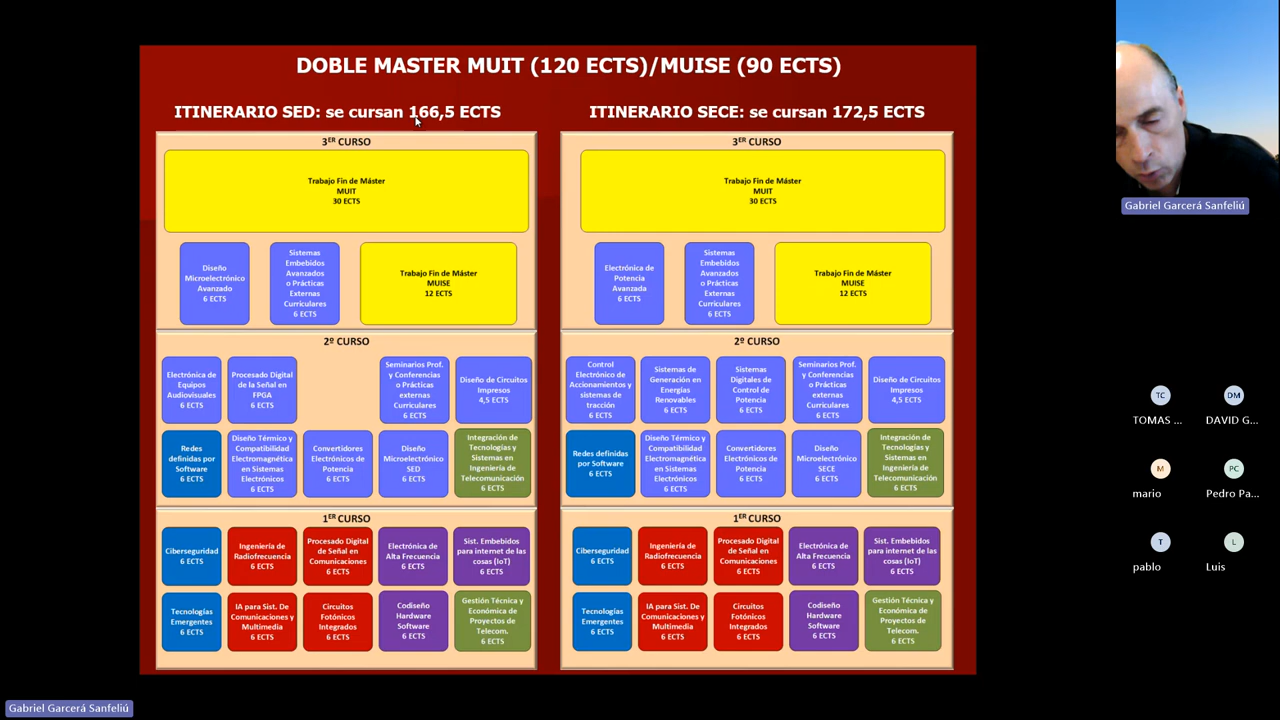 DOBLE MASTER MUIT (120 ECTS)/MUISE (90 ECTS)
ITINERARIO SED: se cursan 166,5 ECTS
3ER CURSO
Trabajo Fin de Máster
MUIT
30 ECTS
Diseño
Microelectrónico
Avanzado
6 ECTS
Sistemas
Embebidos
Avanzados
o Prácticas
Externas
Curriculares
6 ECTS
Trabajo Fin de Máster
MUISE
12 ECTS
2º CURSO
Electrónica de
Equipos
Audiovisuales
6 ECTS
Procesado Digital
de la Señal en
FPGA
6 ECTS
Seminarios Prof.
y Conferencias
o Prácticas
externas
Curriculares
6 ECTS
Diseño de Circuitos
Impresos
4,5 ECTS
Redes
definidas por
Software
6 ECTS
Diseño Térmico y
Compatibilidad
Electromagnética
en Sistemas
Electrónicos
6 ECTS
Convertidores
Electrónicos de
Potencia
6 ECTS
Diseño
Microelectrónico
SED
6 ECTS
Integración de
Tecnologías y
Sistemas en
Ingeniería de
Telecomunicación
6 ECTS
1ER CURSO
Ciberseguridad
6 ECTS
Ingeniería de
Radiofrecuencia
6 ECTS
Procesado Digital
de Señal en
Comunicaciones
6 ECTS
Electrónica de
Alta Frecuencia
6 ECTS
Sist. Embebidos
para internet de las
cosas (IoT)
6 ECTS
Tecnologías
Emergentes
6 ECTS
IA para Sist. De
Comunicaciones y
Multimedia
6 ECTS
Circuitos
Fotónicos
Integrados
6 ECTS
Codiseño
Hardware
Software
6 ECTS
Gestión Técnica y
Económica de
Proyectos de
Telecom.
6 ECTS
ITINERARIO SECE: se cursan 172,5 ECTS
3ER CURSO
Trabajo Fin de Máster
MUIT
30 ECTS
Electrónica de
Potencia
Avanzada
6 ECTS
Sistemas
Embebidos
Avanzados
o Prácticas
Externas
Curriculares
6 ECTS
Trabajo Fin de Máster
MUISE
12 ECTS
2º CURSO
Control
Electrónico de
Accionamientos y
sistemas de
tracción
6 ECTS
Sistemas de
Generación en
Energías
Renovables
6 ECTS
Sistemas
Digitales de
Control de
Potencia
6 ECTS
Seminarios Prof.
y Conferencias
o Prácticas
externas
Curriculares
6 ECTS
Diseño de Circuitos
Impresos
4,5 ECTS
Redes definidas
por Software
6 ECTS
Diseño Térmico y
Compatibilidad
Electromagnética
en Sistemas
Electrónicos
6 ECTS
Convertidores
Electrónicos de
Potencia
6 ECTS
Diseño
Microelectrónico
SECE
6 ECTS
Integración de
Tecnologías y
Sistemas en
Ingeniería de
Telecomunicación
6 ECTS
1ER CURSO
Ciberseguridad
6 ECTS
Ingeniería de
Radiofrecuencia
6 ECTS
Procesado Digital
de Señal en
Comunicaciones
6 ECTS
Electrónica de
Alta Frecuencia
6 ECTS
Sist. Embebidos
para internet de las
cosas (IoT)
6 ECTS
Tecnologías
Emergentes
6 ECTS
IA para Sist. De
Comunicaciones y
Multimedia
6 ECTS
Circuitos
Fotónicos
Integrados
6 ECTS
Codiseño
Hardware
Software
6 ECTS
Gestión Técnica y
Económica de
Proyectos de
Telecom.
6 ECTS
Gabriel Garcerá Sanfeliú
TC
DM
TOMAS ...
DAVID G...
M
PC
mario
Pedro Pa...
T
L
pablo
Luis
Gabriel Garcerá Sanfeliú